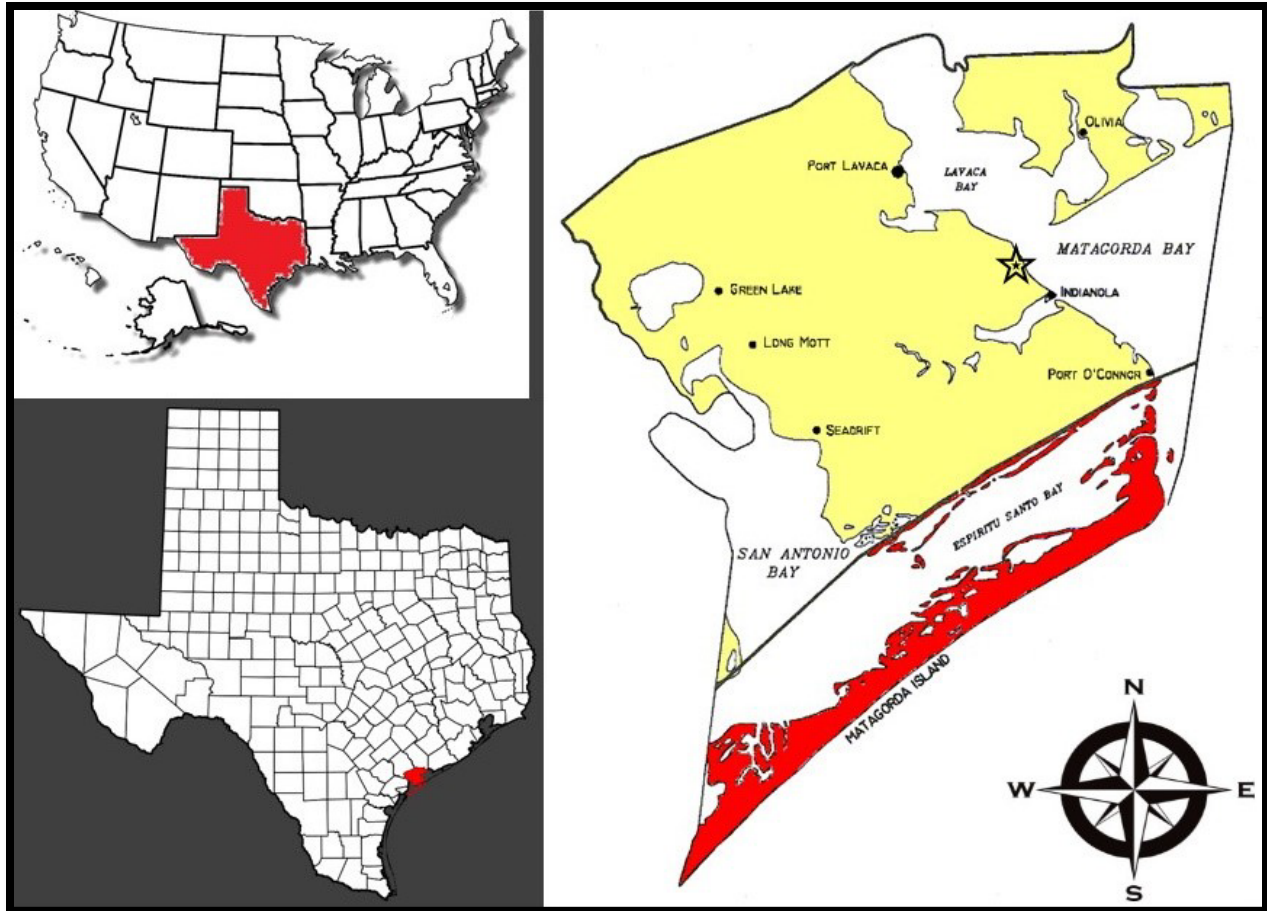 OLIVIA
PORT LAVACA
LAVACA
BAY
MATAGORDA BAY
GREEN LAKE
INDIANOLA
LONG MOTT
PORT O'CONNOR
SEADRIFT
ESPIRITU SANTO BAY
SAN ANTONIO
BAY
MATAGORDA ISLAND
N
W
E
S